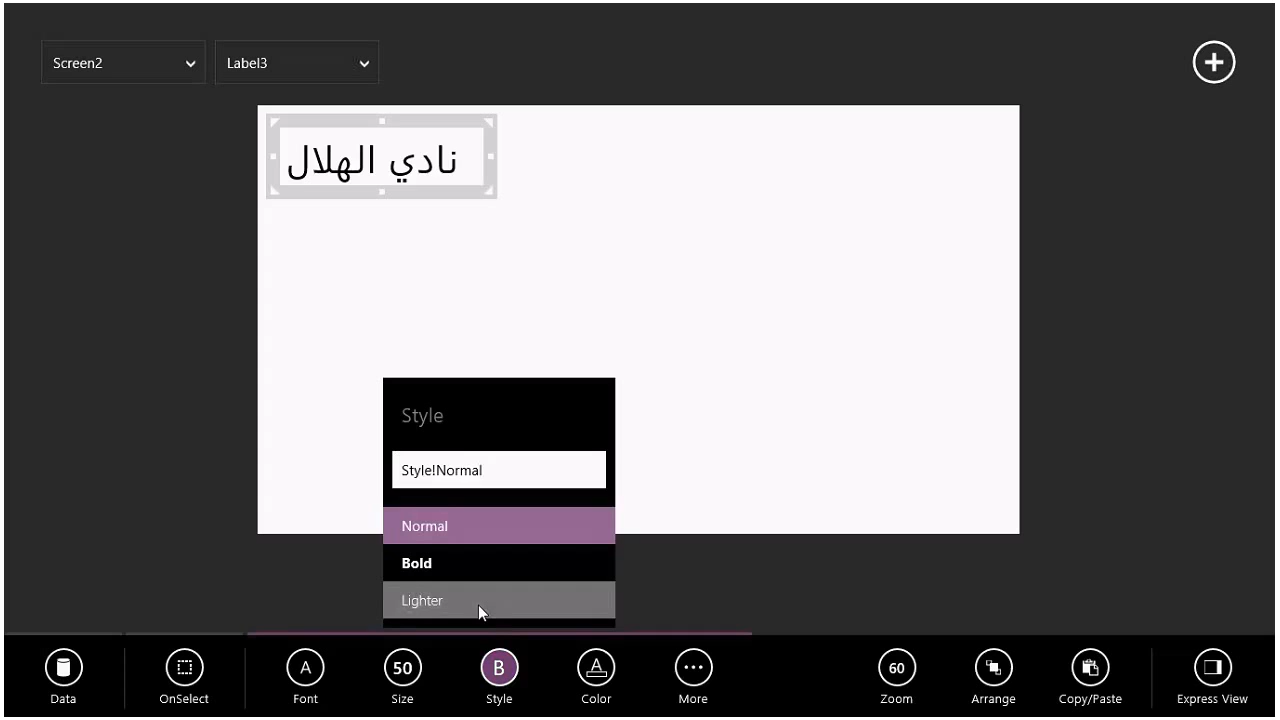 Screen2
Label3
نادي الهلال
Style
Style!Normal
Normal
Bold
Lighter
A
50
B
A
60
Data
OnSelect
Font
Size
Style
Color
More
Zoom
Arrange
Copy/Paste
Express View